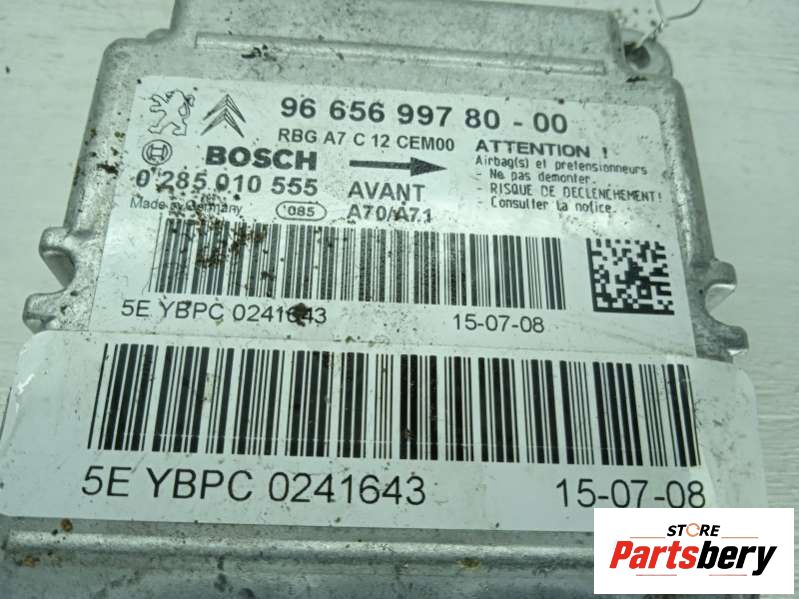 96 656 997 80 - 00
RBG A7 C 12 CEM00
BOSCH
0 285 010 555
Made in Germany
085
AVANT
A70/A71
ATTENTION !
Airbag(s) et pretensionneurs
- Ne pas demonter.
- RISQUE DE DECLENCHEMENT!
- Consulter la notice.
5E YBPC 0241643
15-07-08
5E YBPC 0241643
15-07-08
STORE
Partsbery